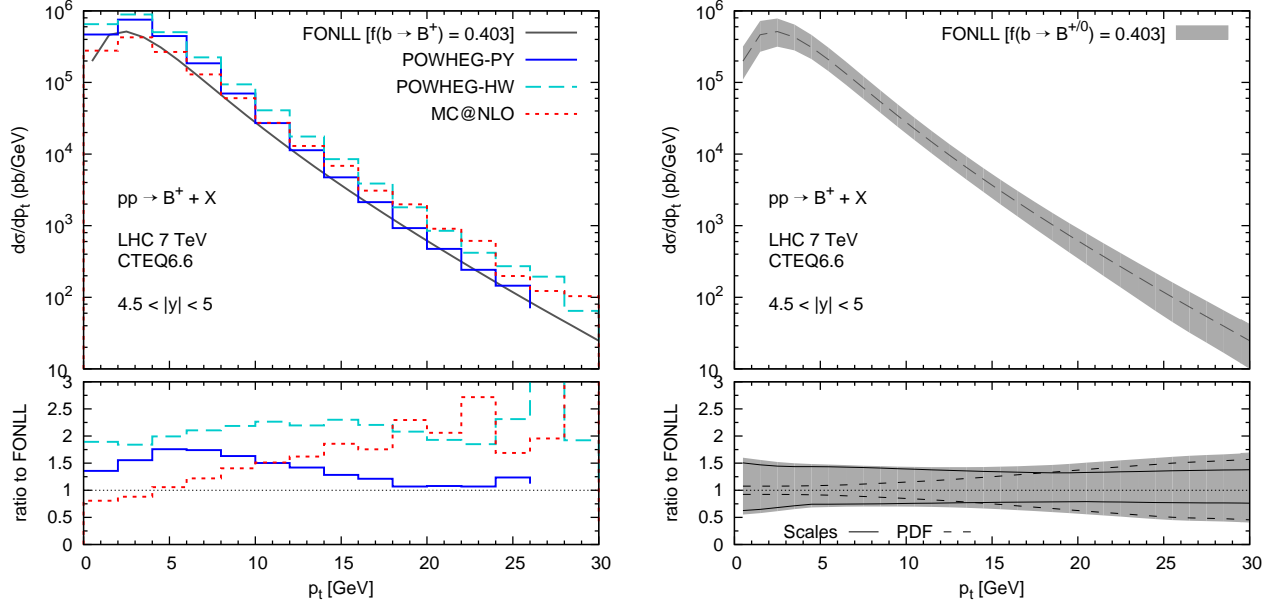 10^6
10^5
10^4
10^3
10^2
10
dσ/dp_t (pb/GeV)
FONLL [f(b → B^+) = 0.403]
POWHEG-PY
POWHEG-HW
MC@NLO
pp → B^+ + X
LHC 7 TeV
CTEQ6.6
4.5 < |y| < 5
3
2.5
2
1.5
1
0.5
0
ratio to FONLL
0 5 10 15 20 25 30
p_t [GeV]
10^6
10^5
10^4
10^3
10^2
10
dσ/dp_t (pb/GeV)
FONLL [f(b → B^{+/0}) = 0.403]
pp → B^+ + X
LHC 7 TeV
CTEQ6.6
4.5 < |y| < 5
3
2.5
2
1.5
1
0.5
0
ratio to FONLL
Scales PDF
0 5 10 15 20 25 30
p_t [GeV]